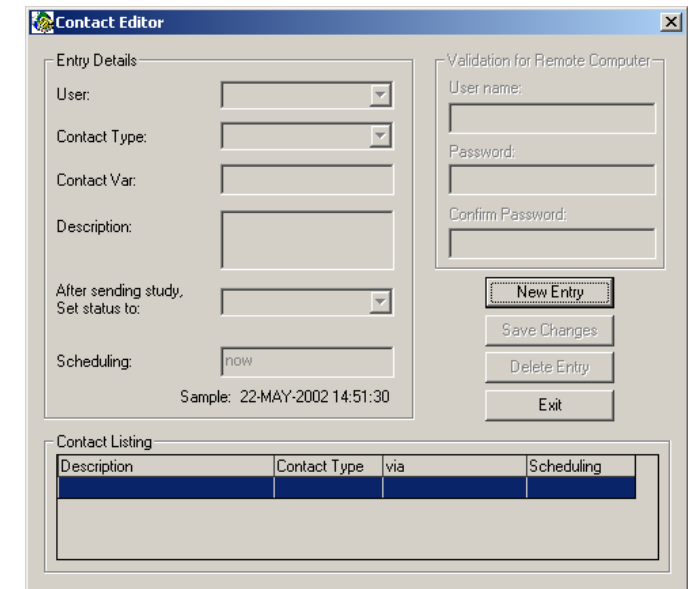 Contact Editor
Entry Details
User:
Contact Type:
Contact Var:
Description:
After sending study,
Set status to:
Scheduling:
now
Sample: 22-MAY-2002 14:51:30
Validation for Remote Computer
User name:
Password:
Confirm Password:
New Entry
Save Changes
Delete Entry
Exit
Contact Listing
Description Contact Type via Scheduling